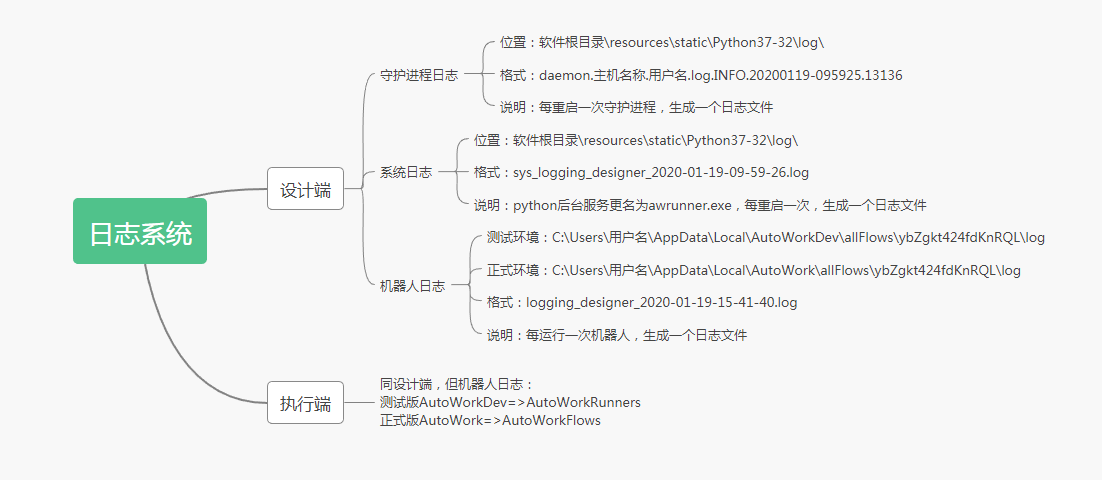 日志系统
设计端
守护进程日志
位置：软件根目录\resources\static\Python37-32\log\
格式：daemon.主机名称.用户名.log.INFO.20200119-095925.13136
说明：每重启一次守护进程，生成一个日志文件
系统日志
位置：软件根目录\resources\static\Python37-32\log\
格式：sys_logging_designer_2020-01-19-09-59-26.log
说明：python后台服务更名为awrunner.exe，每重启一次，生成一个日志文件
机器人日志
测试环境：C:\Users\用户名\AppData\Local\AutoWorkDev\allFlows\ybZgkt424fdKnRQL\log
正式环境：C:\Users\用户名\AppData\Local\AutoWork\allFlows\ybZgkt424fdKnRQL\log
格式：logging_designer_2020-01-19-15-41-40.log
说明：每运行一次机器人，生成一个日志文件
执行端
同设计端，但机器人日志：
测试版AutoWorkDev=>AutoWorkRunners
正式版AutoWork=>AutoWorkFlows